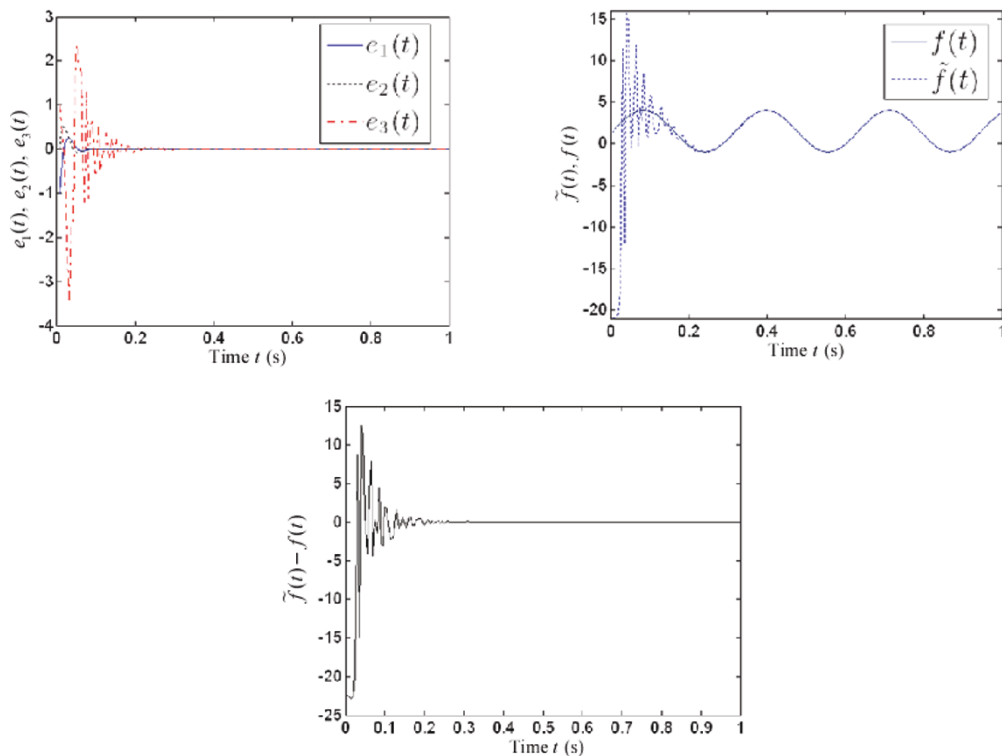 3
2
1
0
-1
-2
-3
-4
e₁(t), e₂(t), e₃(t)
e₁(t)
e₂(t)
e₃(t)
0 0.2 0.4 0.6 0.8 1
Time t (s)
15
10
5
0
-5
-10
-15
-20
f̃(t), f(t)
f(t)
f̃(t)
0 0.2 0.4 0.6 0.8 1
Time t (s)
15
10
5
0
-5
-10
-15
-20
-25
f̃(t)−f(t)
0 0.1 0.2 0.3 0.4 0.5 0.6 0.7 0.8 0.9 1
Time t (s)